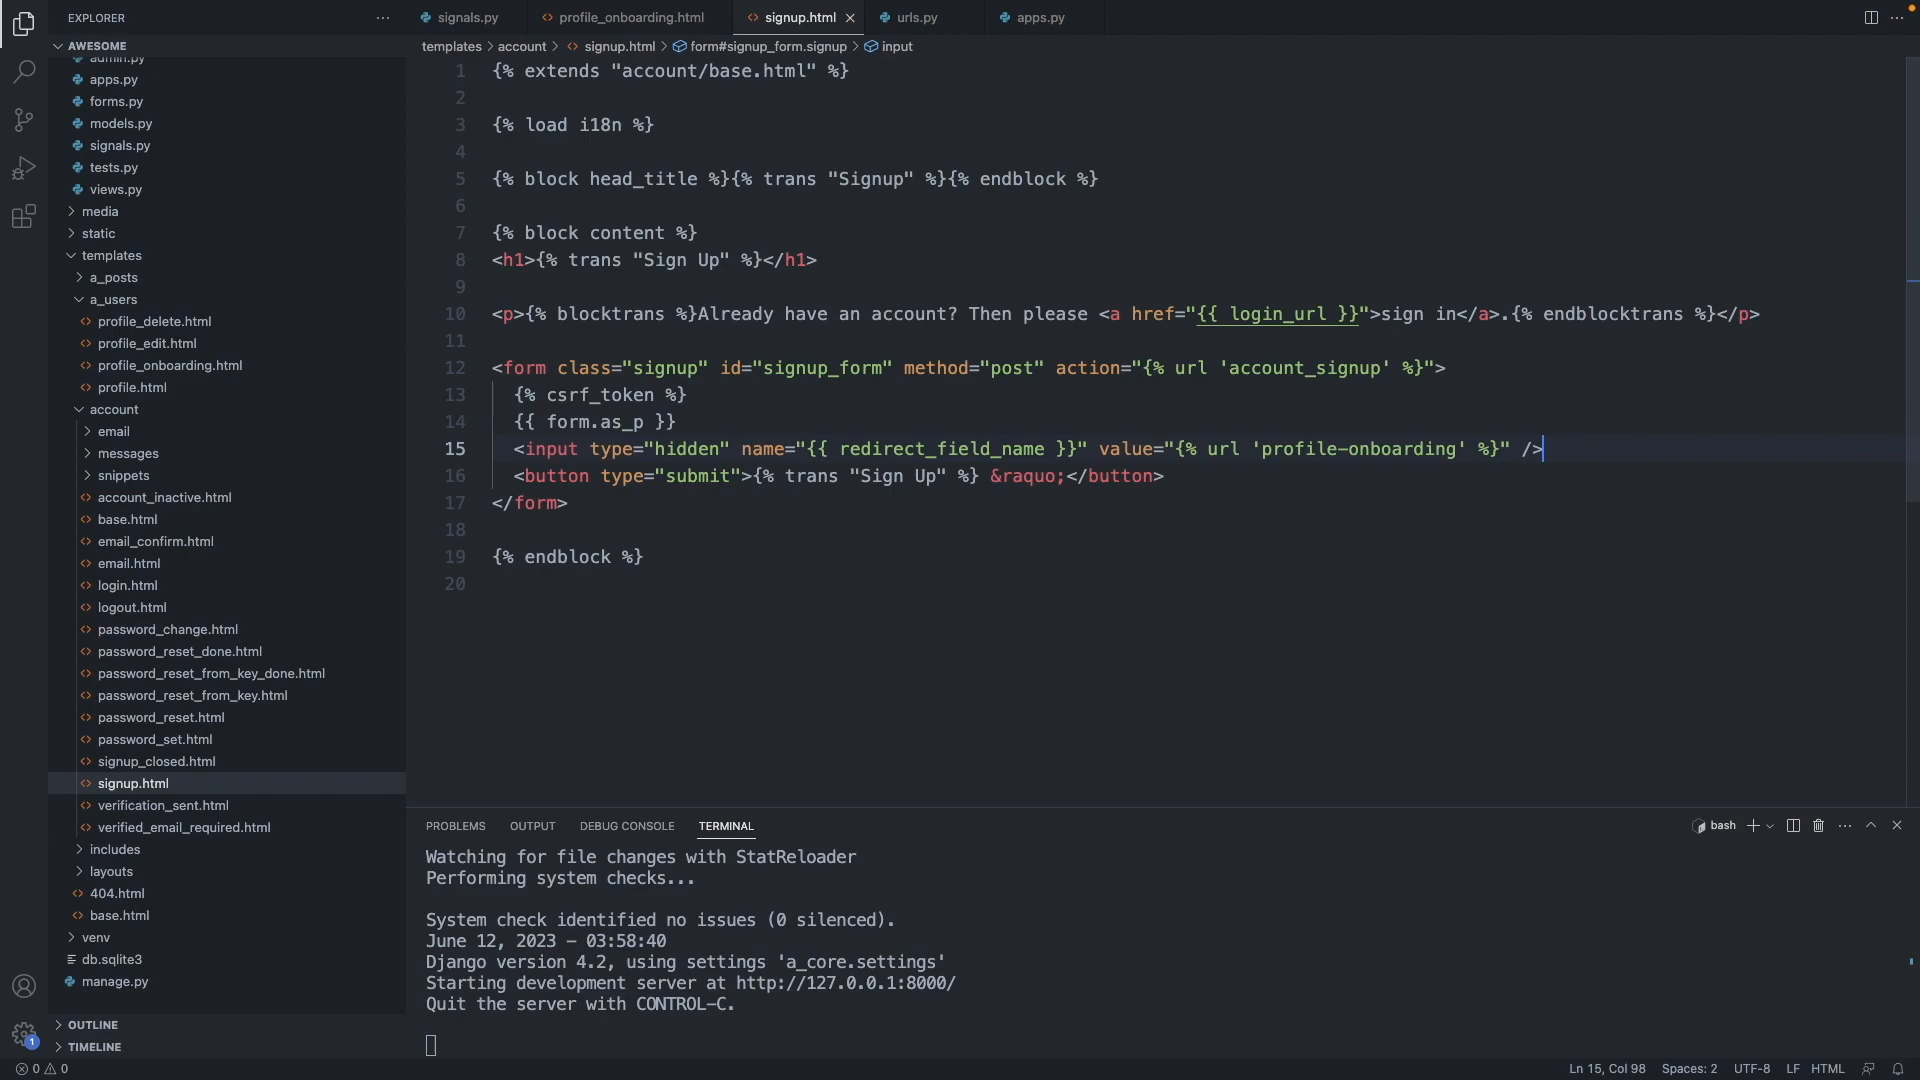 EXPLORER
signals.py
profile_onboarding.html
signup.html
urls.py
apps.py
AWESOME
admin.py
apps.py
forms.py
models.py
signals.py
tests.py
views.py
media
static
templates
a_posts
a_users
profile_delete.html
profile_edit.html
profile_onboarding.html
profile.html
account
email
messages
snippets
account_inactive.html
base.html
email_confirm.html
email.html
login.html
logout.html
password_change.html
password_reset_done.html
password_reset_from_key_done.html
password_reset_from_key.html
password_reset.html
password_set.html
signup_closed.html
signup.html
verification_sent.html
verified_email_required.html
includes
layouts
404.html
base.html
venv
db.sqlite3
manage.py
OUTLINE
TIMELINE
templates > account > signup.html > form#signup_form.signup > input
1 {% extends "account/base.html" %}
2
3 {% load i18n %}
4
5 {% block head_title %}{% trans "Signup" %}{% endblock %}
6
7 {% block content %}
8 <h1>{% trans "Sign Up" %}</h1>
9
10 <p>{% blocktrans %}Already have an account? Then please <a href="{{ login_url }}">sign in</a>.{% endblocktrans %}</p>
11
12 <form class="signup" id="signup_form" method="post" action="{% url 'account_signup' %}">
13 {% csrf_token %}
14 {{ form.as_p }}
15 <input type="hidden" name="{{ redirect_field_name }}" value="{% url 'profile-onboarding' %}" />
16 <button type="submit">{% trans "Sign Up" %} &raquo;</button>
17 </form>
18
19 {% endblock %}
20
PROBLEMS OUTPUT DEBUG CONSOLE TERMINAL
bash
Watching for file changes with StatReloader
Performing system checks...
System check identified no issues (0 silenced).
June 12, 2023 - 03:58:40
Django version 4.2, using settings 'a_core.settings'
Starting development server at http://127.0.0.1:8000/
Quit the server with CONTROL-C.
1
0 0
Ln 15, Col 98 Spaces: 2 UTF-8 LF HTML